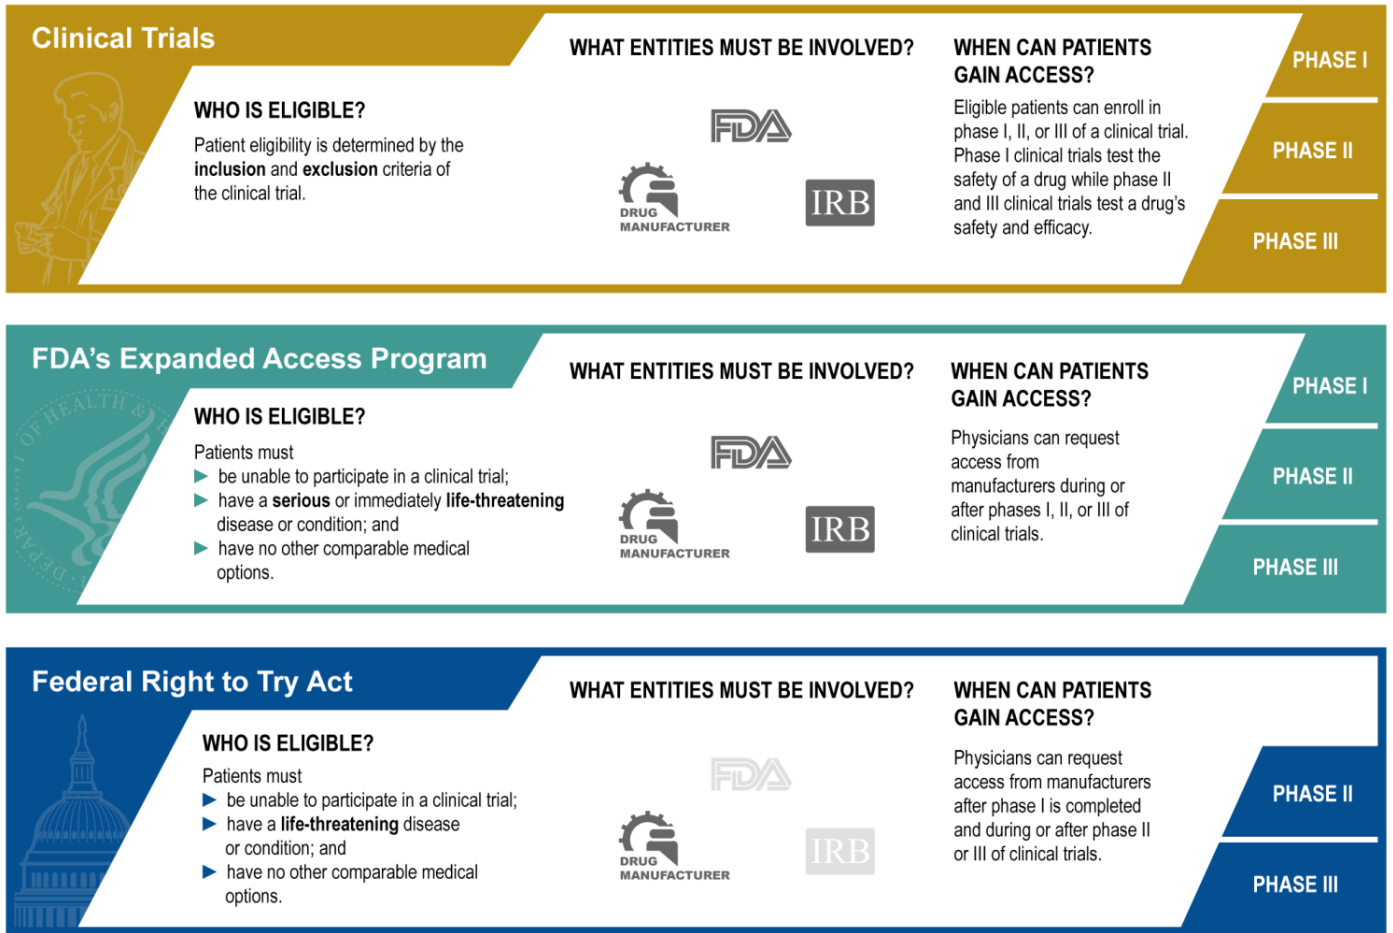 Clinical Trials
WHO IS ELIGIBLE?
Patient eligibility is determined by the
inclusion and exclusion criteria of
the clinical trial.
WHAT ENTITIES MUST BE INVOLVED?
FDA
DRUG
MANUFACTURER
IRB
WHEN CAN PATIENTS
GAIN ACCESS?
Eligible patients can enroll in
phase I, II, or III of a clinical trial.
Phase I clinical trials test the
safety of a drug while phase II
and III clinical trials test a drug's
safety and efficacy.
PHASE I
PHASE II
PHASE III
FDA's Expanded Access Program
WHO IS ELIGIBLE?
Patients must
be unable to participate in a clinical trial;
have a serious or immediately life-threatening
disease or condition; and
have no other comparable medical
options.
WHAT ENTITIES MUST BE INVOLVED?
FDA
DRUG
MANUFACTURER
IRB
WHEN CAN PATIENTS
GAIN ACCESS?
Physicians can request
access from
manufacturers during or
after phases I, II, or III of
clinical trials.
PHASE I
PHASE II
PHASE III
Federal Right to Try Act
WHO IS ELIGIBLE?
Patients must
be unable to participate in a clinical trial;
have a life-threatening disease
or condition; and
have no other comparable medical
options.
WHAT ENTITIES MUST BE INVOLVED?
FDA
DRUG
MANUFACTURER
IRB
WHEN CAN PATIENTS
GAIN ACCESS?
Physicians can request
access from manufacturers
after phase I is completed
and during or after phase II
or III of clinical trials.
PHASE II
PHASE III